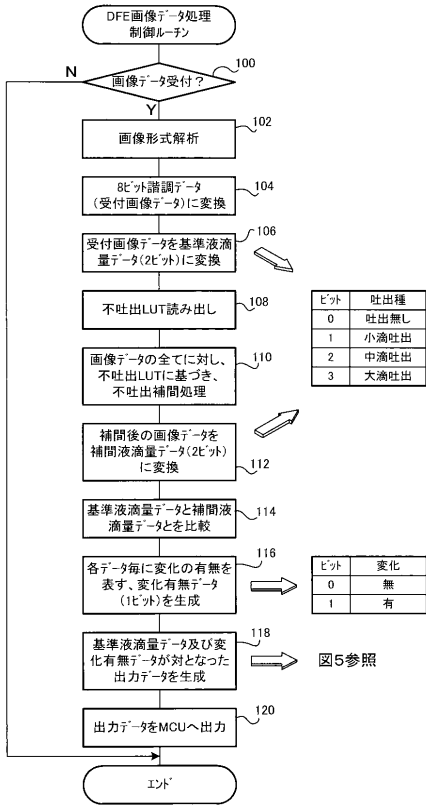 DFE画像データ処理
制御ルーチン
N
画像データ受付？
100
Y
画像形式解析
102
8ビット階調データ
(受付画像データ)に変換
104
受付画像データを基準液滴
量データ(2ビット)に変換
106
不吐出LUT読み出し
108
ビット 吐出種
0 吐出無し
1 小滴吐出
2 中滴吐出
3 大滴吐出
画像データの全てに対し、
不吐出LUTに基づき、
不吐出補間処理
110
補間後の画像データを
補間液滴量データ(2ビット)
に変換
112
基準液滴量データと補間液
滴量データとを比較
114
各データ毎に変化の有無を
表す、変化有無データ
(1ビット)を生成
116
ビット 変化
0 無
1 有
基準液滴量データ及び変
化有無データが対となった
出力データを生成
118
図5参照
出力データをMCUへ出力
120
エンド